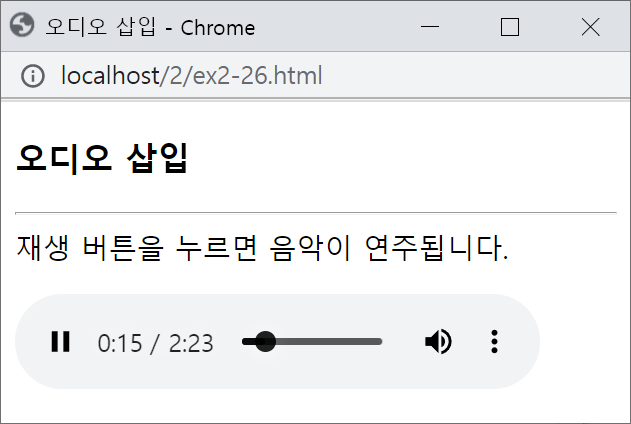 오디오 삽입 - Chrome
localhost/2/ex2-26.html
오디오 삽입
재생 버튼을 누르면 음악이 연주됩니다.
0:15 / 2:23